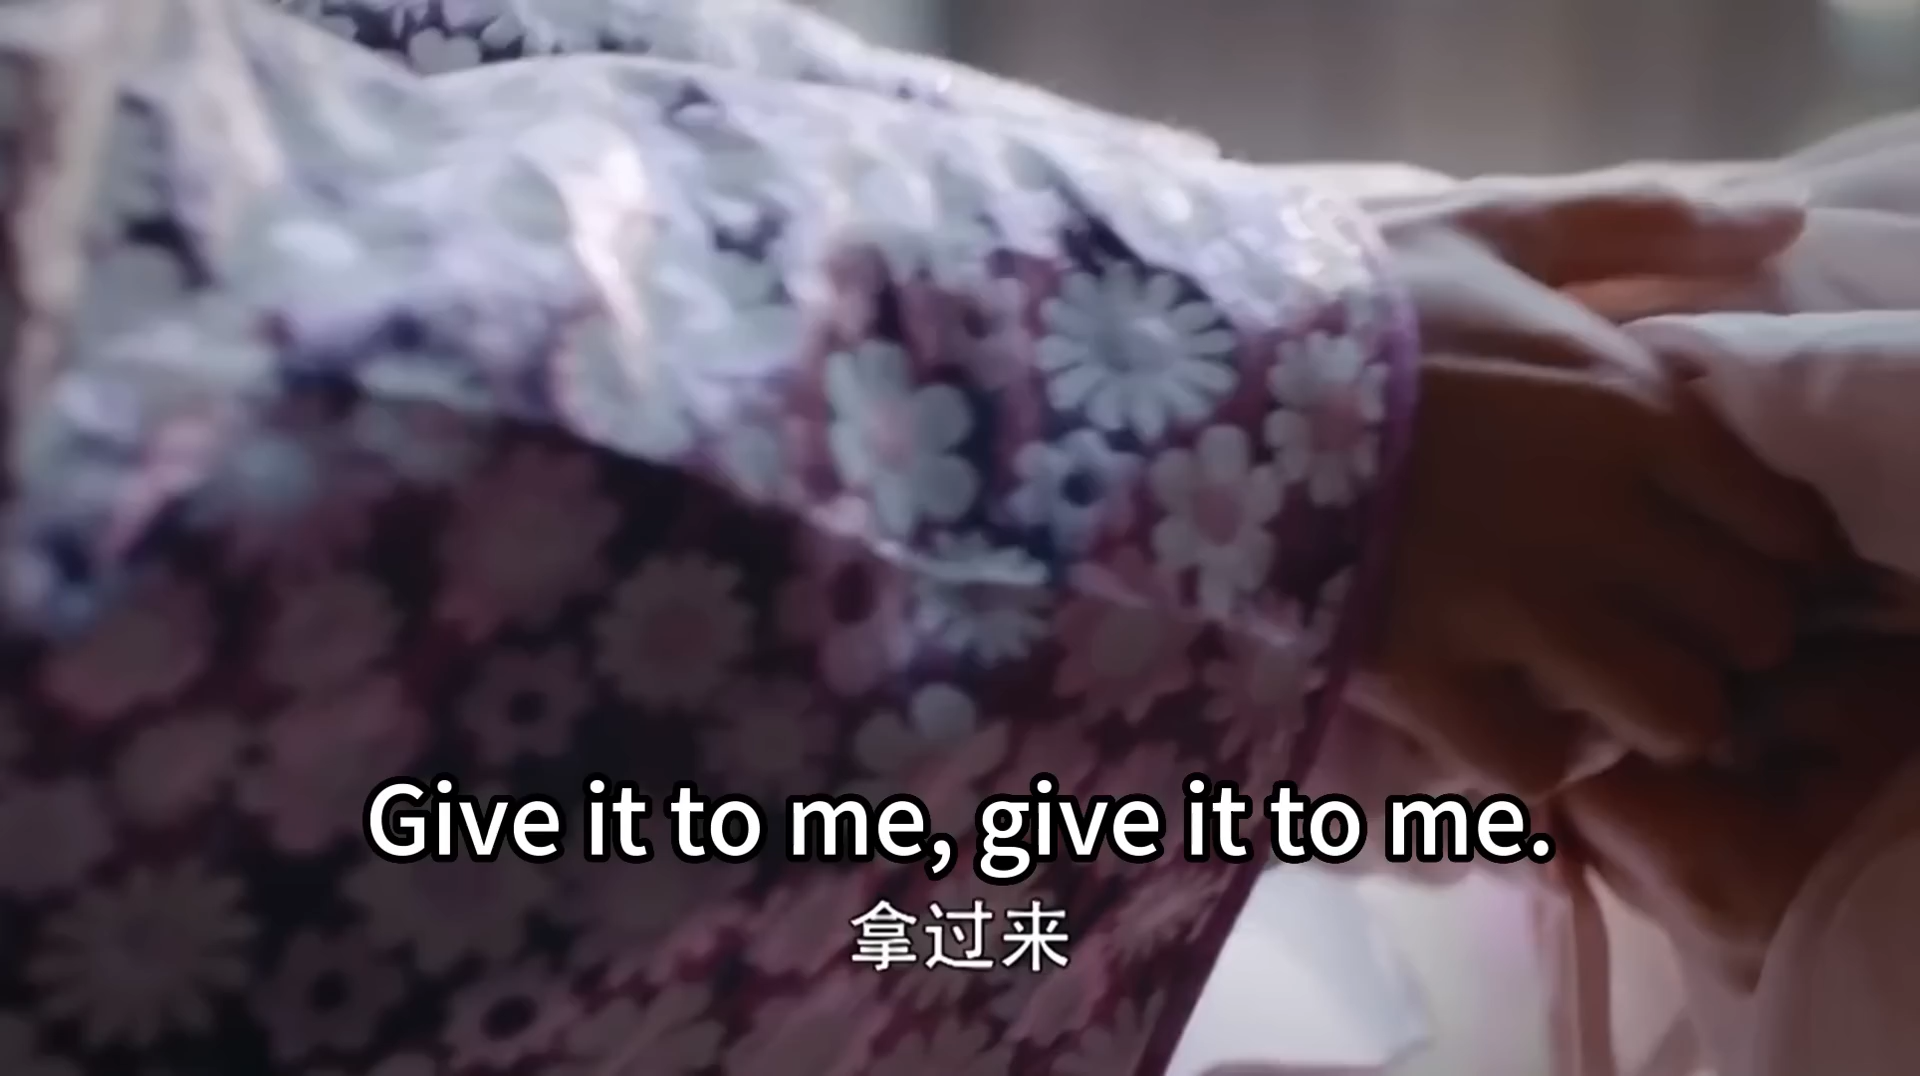 Give it to me, give it to me.
拿过来